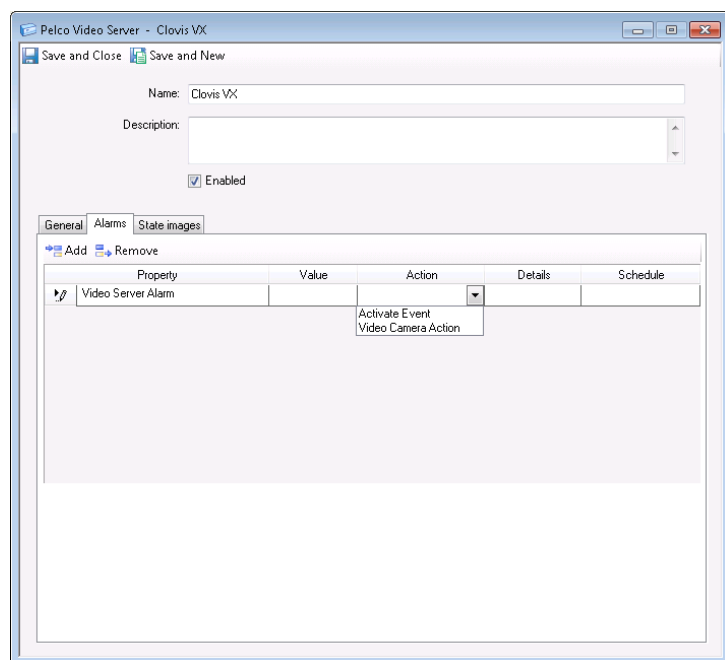 Pelco Video Server - Clovis VX
Save and Close Save and New
Name: Clovis VX
Description:
Enabled
General Alarms State images
Add Remove
Property Value Action Details Schedule
Video Server Alarm
Activate Event
Video Camera Action